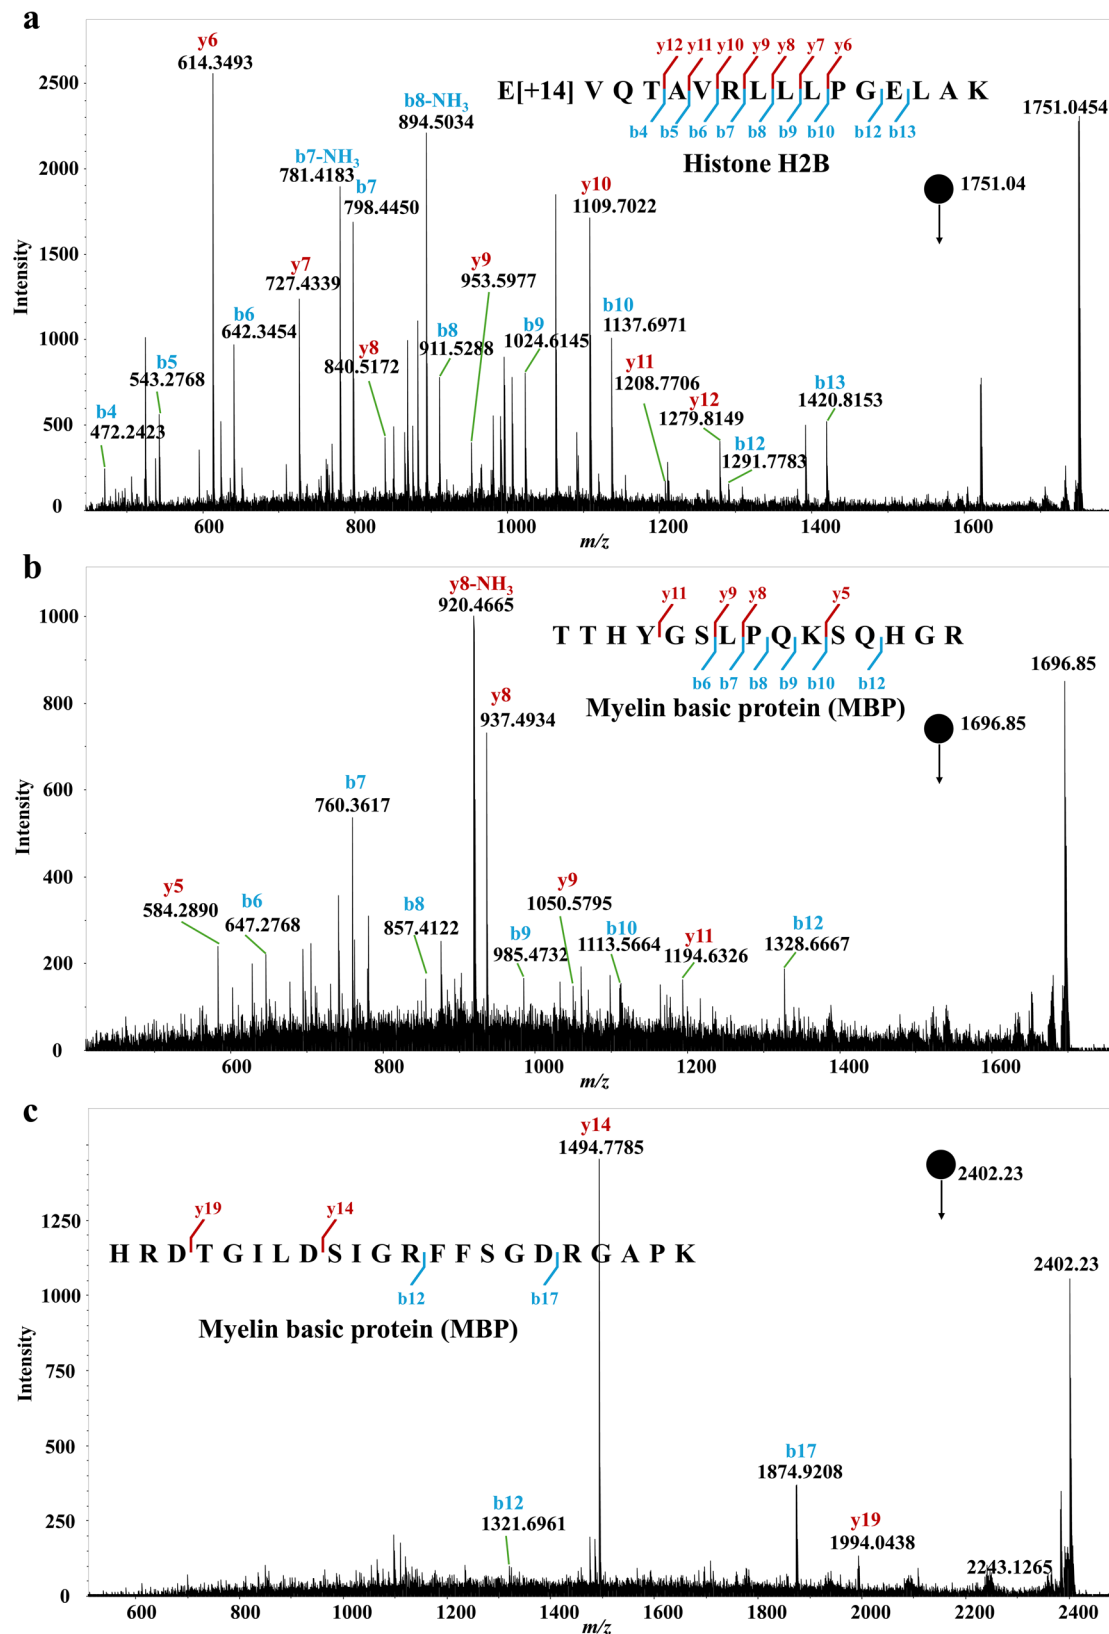 a
y6
614.3493
y12 y11 y10 y9 y8 y7 y6
E[+14] V Q T A V R L L L P G E L A K
b4 b5 b6 b7 b8 b9 b10 b12 b13
Histone H2B
1751.0454
1751.04
b8-NH3
894.5034
b7-NH3
781.4183
b7
798.4450
y10
1109.7022
y7
727.4339
y9
953.5977
b6
642.3454
b5
543.2768
b4
472.2423
y8
840.5172
b8
911.5288
b9
1024.6145
b10
1137.6971
y11
1208.7706
y12
1279.8149
b12
1291.7783
b13
1420.8153
Intensity
2500
2000
1500
1000
500
0
600 800 1000 1200 1400 1600
m/z
b
y8-NH3
920.4665
y8
937.4934
y11 y9 y8 y5
T T H Y G S L P Q K S Q H G R
b6 b7 b8 b9 b10 b12
Myelin basic protein (MBP)
1696.85
1696.85
b7
760.3617
y5
584.2890
b6
647.2768
b8
857.4122
b9
985.4732
y9
1050.5795
b10
1113.5664
y11
1194.6326
b12
1328.6667
Intensity
1000
800
600
400
200
0
600 800 1000 1200 1400 1600
m/z
c
y14
1494.7785
2402.23
2402.23
y19 y14
H R D T G I L D S I G R F F S G D R G A P K
b12 b17
Myelin basic protein (MBP)
b12
1321.6961
b17
1874.9208
y19
1994.0438
2243.1265
Intensity
1250
1000
750
500
250
0
600 800 1000 1200 1400 1600 1800 2000 2200 2400
m/z